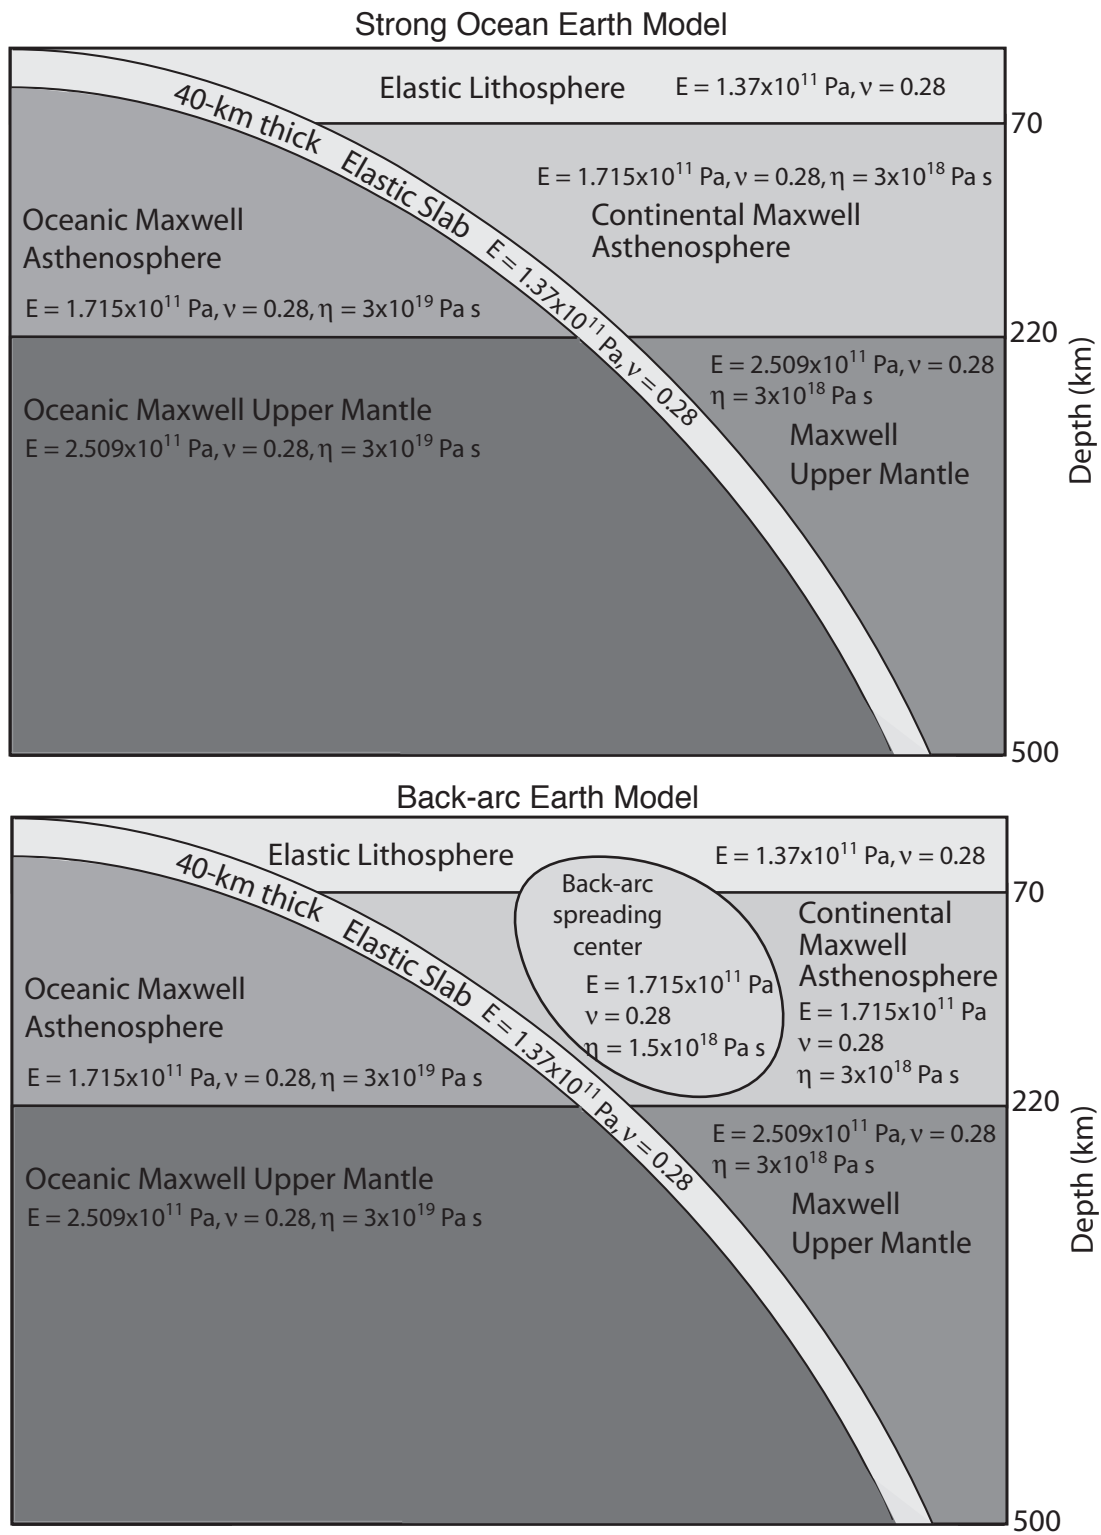 Strong Ocean Earth Model
Elastic Lithosphere
E = 1.37x10¹¹ Pa, ν = 0.28
70
40-km thick Elastic Slab E = 1.37x10¹¹ Pa, ν = 0.28
E = 1.715x10¹¹ Pa, ν = 0.28, η = 3x10¹⁸ Pa s
Continental Maxwell
Asthenosphere
Oceanic Maxwell
Asthenosphere
E = 1.715x10¹¹ Pa, ν = 0.28, η = 3x10¹⁹ Pa s
220
E = 2.509x10¹¹ Pa, ν = 0.28
η = 3x10¹⁸ Pa s
Maxwell
Upper Mantle
Oceanic Maxwell Upper Mantle
E = 2.509x10¹¹ Pa, ν = 0.28, η = 3x10¹⁹ Pa s
Depth (km)
500
Back-arc Earth Model
Elastic Lithosphere
E = 1.37x10¹¹ Pa, ν = 0.28
70
40-km thick Elastic Slab E = 1.37x10¹¹ Pa, ν = 0.28
Back-arc
spreading
center
E = 1.715x10¹¹ Pa
ν = 0.28
η = 1.5x10¹⁸ Pa s
Continental
Maxwell
Asthenosphere
E = 1.715x10¹¹ Pa
ν = 0.28
η = 3x10¹⁸ Pa s
Oceanic Maxwell
Asthenosphere
E = 1.715x10¹¹ Pa, ν = 0.28, η = 3x10¹⁹ Pa s
220
E = 2.509x10¹¹ Pa, ν = 0.28
η = 3x10¹⁸ Pa s
Maxwell
Upper Mantle
Oceanic Maxwell Upper Mantle
E = 2.509x10¹¹ Pa, ν = 0.28, η = 3x10¹⁹ Pa s
Depth (km)
500